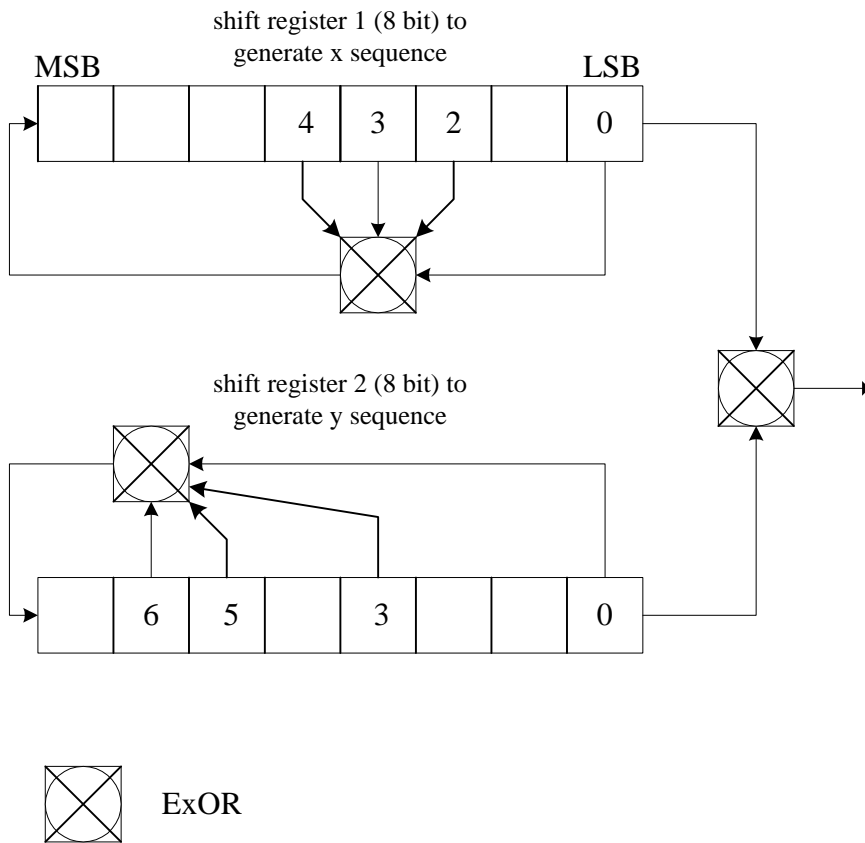 shift register 1 (8 bit) to
generate x sequence
MSB
LSB
4 3 2 0
shift register 2 (8 bit) to
generate y sequence
6 5 3 0
ExOR